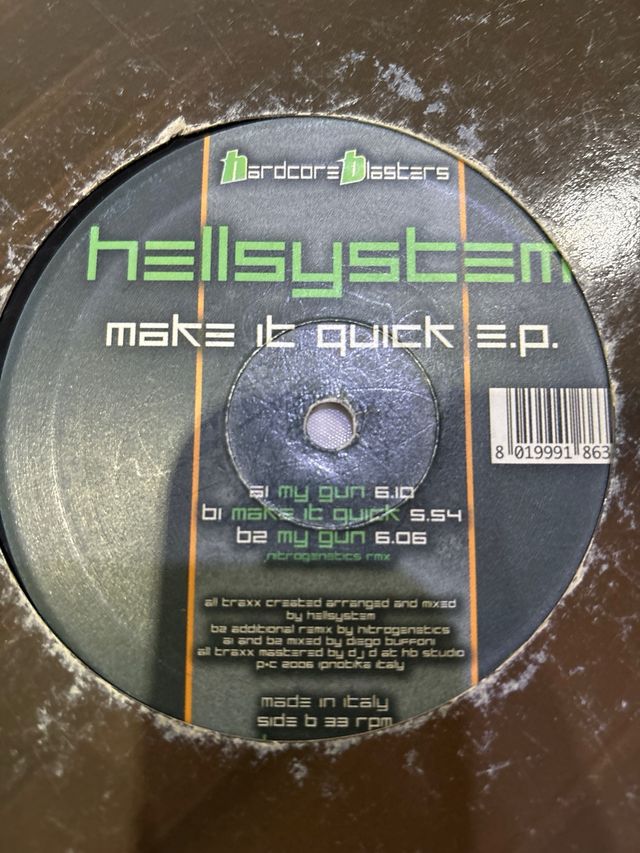 hardcore blasters
hellsystem
make it quick e.p.
8 019991 863
a1 my gun 6.10
b1 make it quick 5.54
b2 my gun 6.06
nitrogenetics rmx
all traxx created arranged and mixed
by hellsystem
b2 additional remix by nitrogenetics
a1 and b2 mixed by diego buffoni
all traxx mastered by d.j. d at hb studio
p+c 2006 ipnotika italy
made in italy
side b 33 rpm